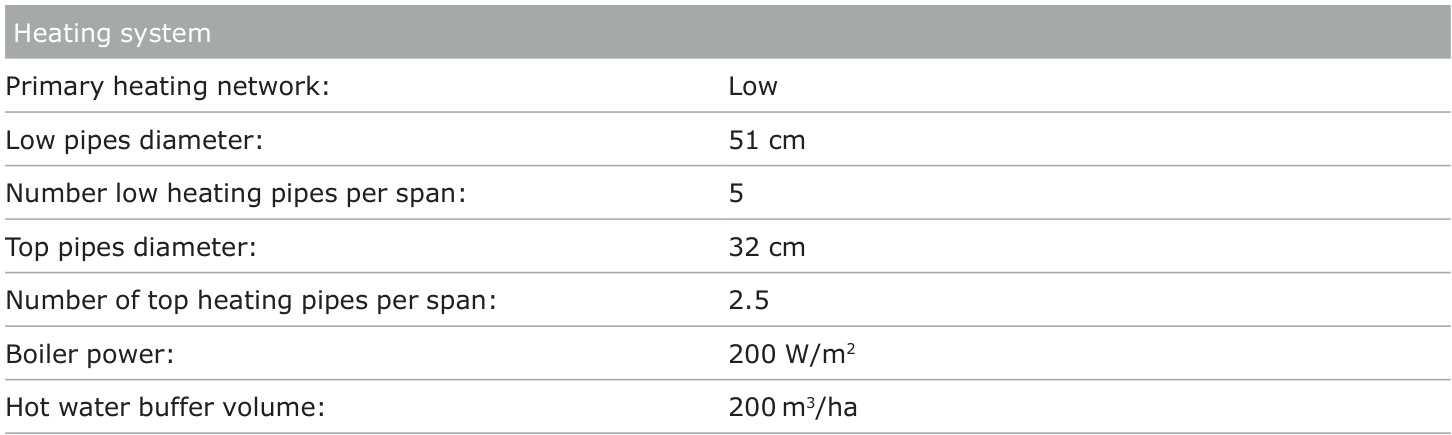 Heating system
Primary heating network: Low
Low pipes diameter: 51 cm
Number low heating pipes per span: 5
Top pipes diameter: 32 cm
Number of top heating pipes per span: 2.5
Boiler power: 200 W/m²
Hot water buffer volume: 200 m³/ha